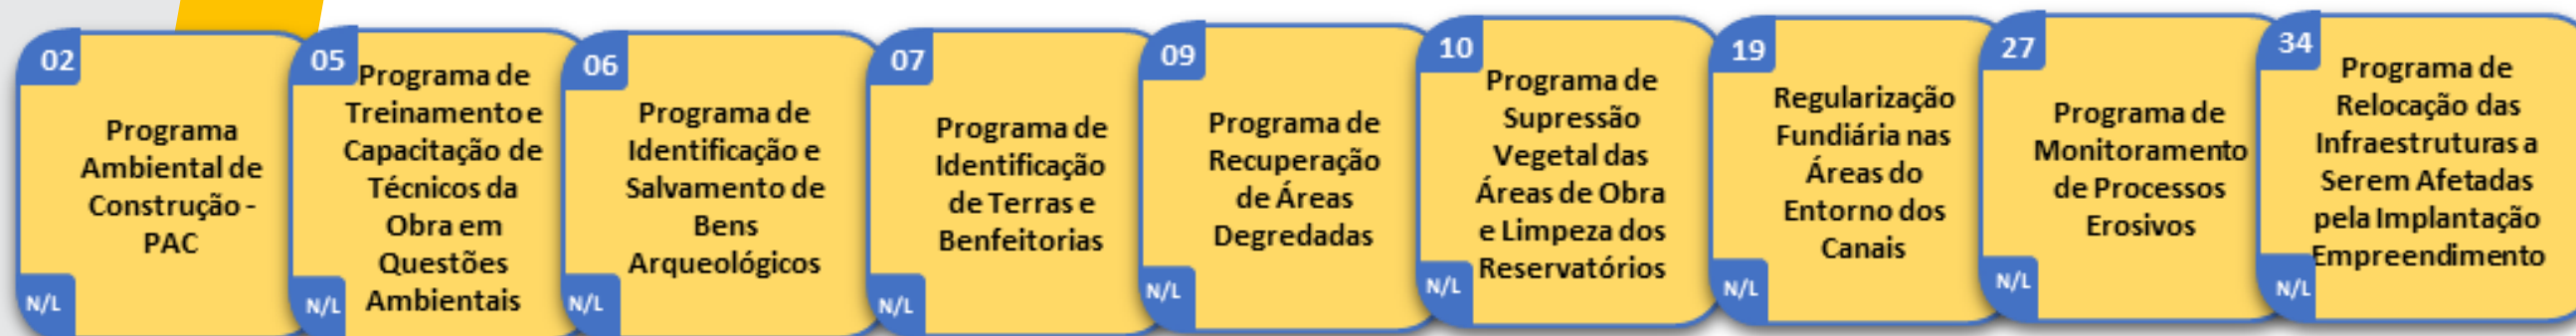 02
Programa
Ambiental de
Construção -
PAC
N/L
05
Programa de
Treinamento e
Capacitação de
Técnicos da
Obra em
Questões
Ambientais
N/L
06
Programa de
Identificação e
Salvamento de
Bens
Arqueológicos
N/L
07
Programa de
Identificação
de Terras e
Benfeitorias
N/L
09
Programa de
Recuperação
de Áreas
Degredadas
N/L
10
Programa de
Supressão
Vegetal das
Áreas de Obra
e Limpeza dos
Reservatórios
N/L
19
Regularização
Fundiária nas
Áreas do
Entorno dos
Canais
N/L
27
Programa de
Monitoramento
de Processos
Erosivos
N/L
34
Programa de
Relocação das
Infraestruturas a
Serem Afetadas
pela Implantação
Empreendimento
N/L